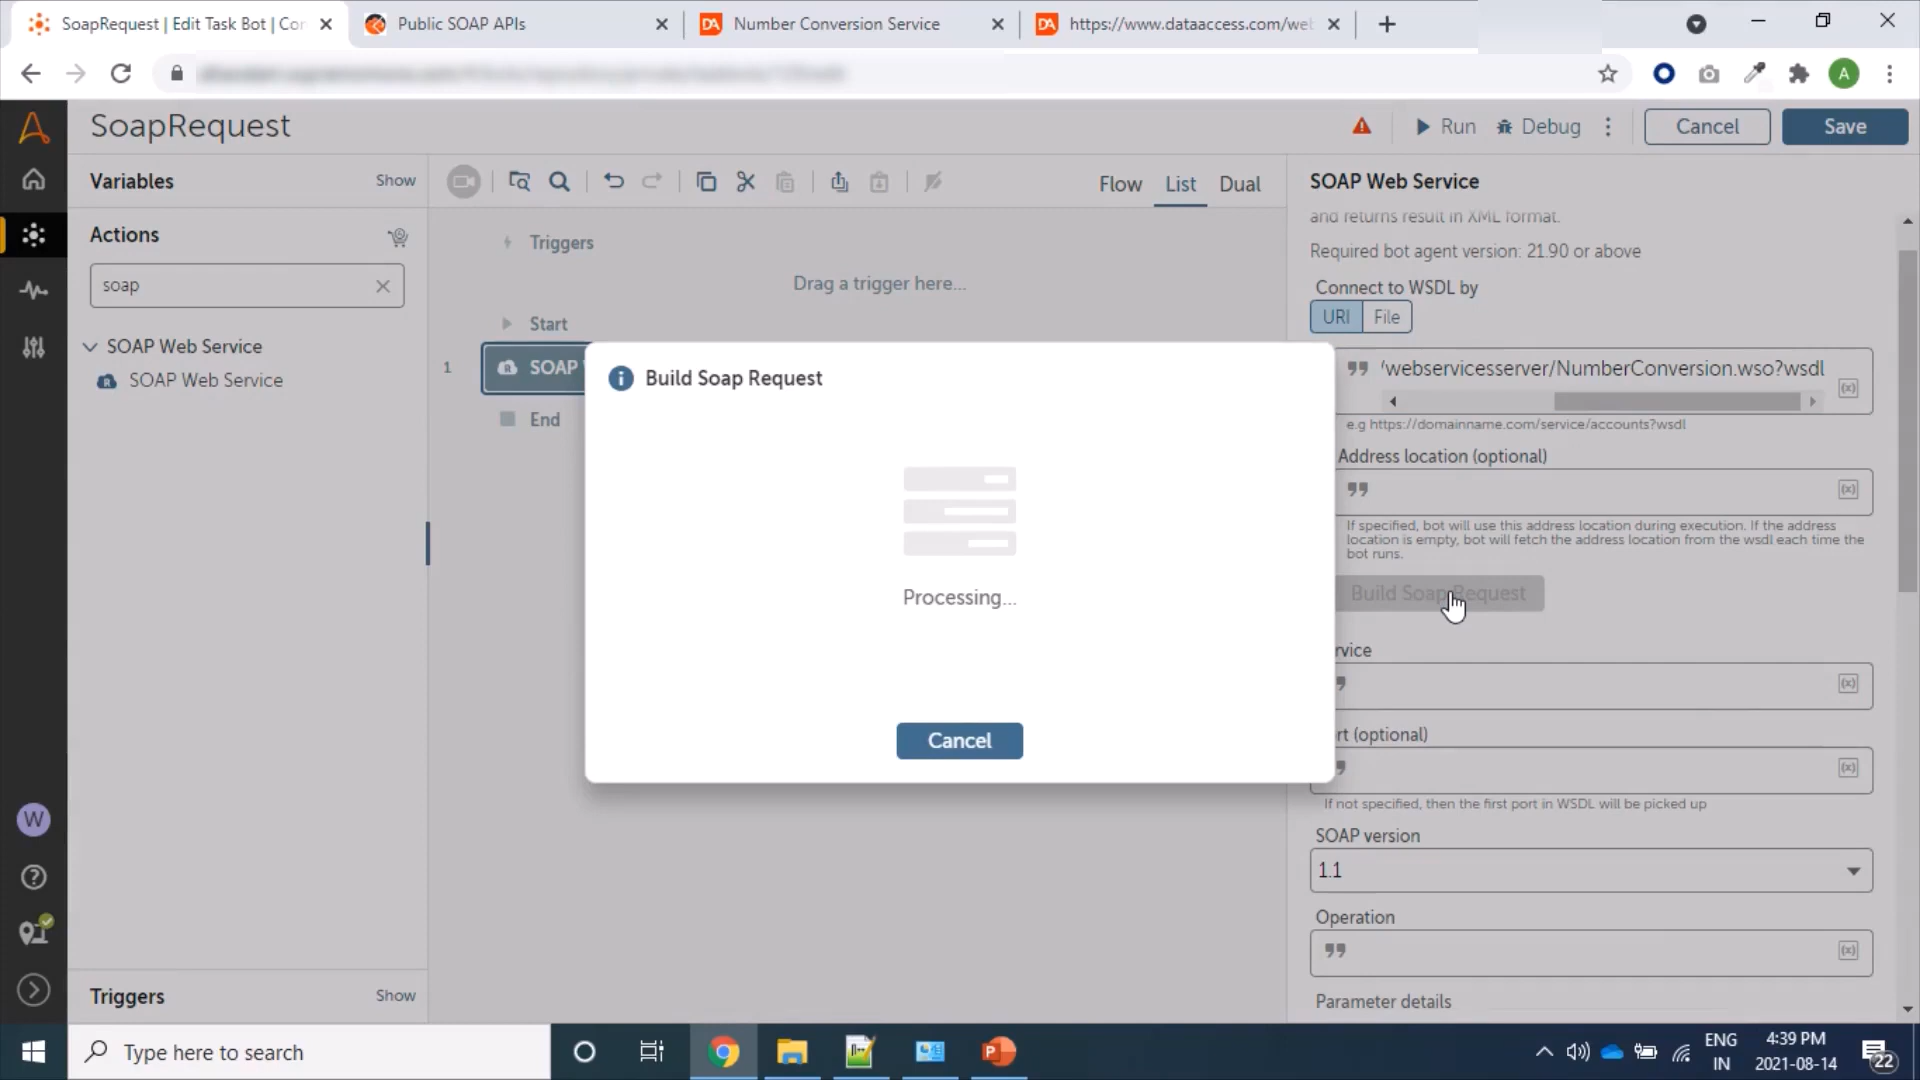 SoapRequest | Edit Task Bot | Cor
Public SOAP APIs
Number Conversion Service
https://www.dataaccess.com/web
A
SoapRequest
Run
Debug
Cancel
Save
Variables
Show
Flow
List
Dual
SOAP Web Service
Actions
soap
SOAP Web Service
SOAP Web Service
Triggers
Drag a trigger here...
Start
1
SOAP
End
and returns result in XML format.
Required bot agent version: 21.90 or above
Connect to WSDL by
URI
File
/webservicesserver/NumberConversion.wso?wsdl
e.g https://domainname.com/service/accounts?wsdl
Address location (optional)
If specified, bot will use this address location during execution. If the address
location is empty, bot will fetch the address location from the wsdl each time the
bot runs.
Build Soap Request
rvice
rt (optional)
If not specified, then the first port in WSDL will be picked up
SOAP version
1.1
Operation
Parameter details
Build Soap Request
Processing...
Cancel
W
Triggers
Show
Type here to search
ENG
IN
4:39 PM
2021-08-14
22